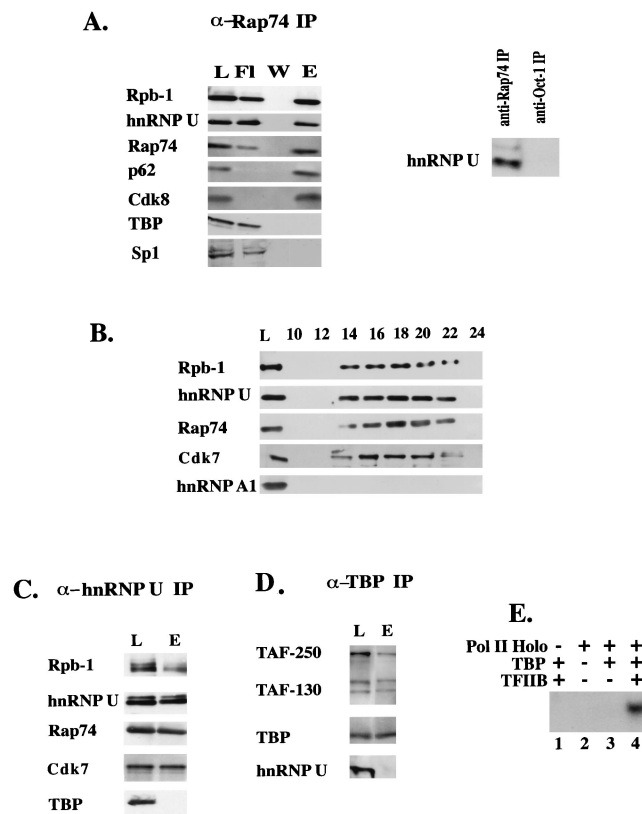 A.
α-Rap74 IP
L Fl W E
Rpb-1
hnRNP U
Rap74
p62
Cdk8
TBP
Sp1
anti-Rap74 IP
anti-Oct-1 IP
hnRNP U
B.
L 10 12 14 16 18 20 22 24
Rpb-1
hnRNP U
Rap74
Cdk7
hnRNP A1
C.
α-hnRNP U IP
L E
Rpb-1
hnRNP U
Rap74
Cdk7
TBP
D.
α-TBP IP
L E
TAF-250
TAF-130
TBP
hnRNP U
E.
Pol II Holo - + + +
TBP + - + +
TFIIB + - - +
1 2 3 4